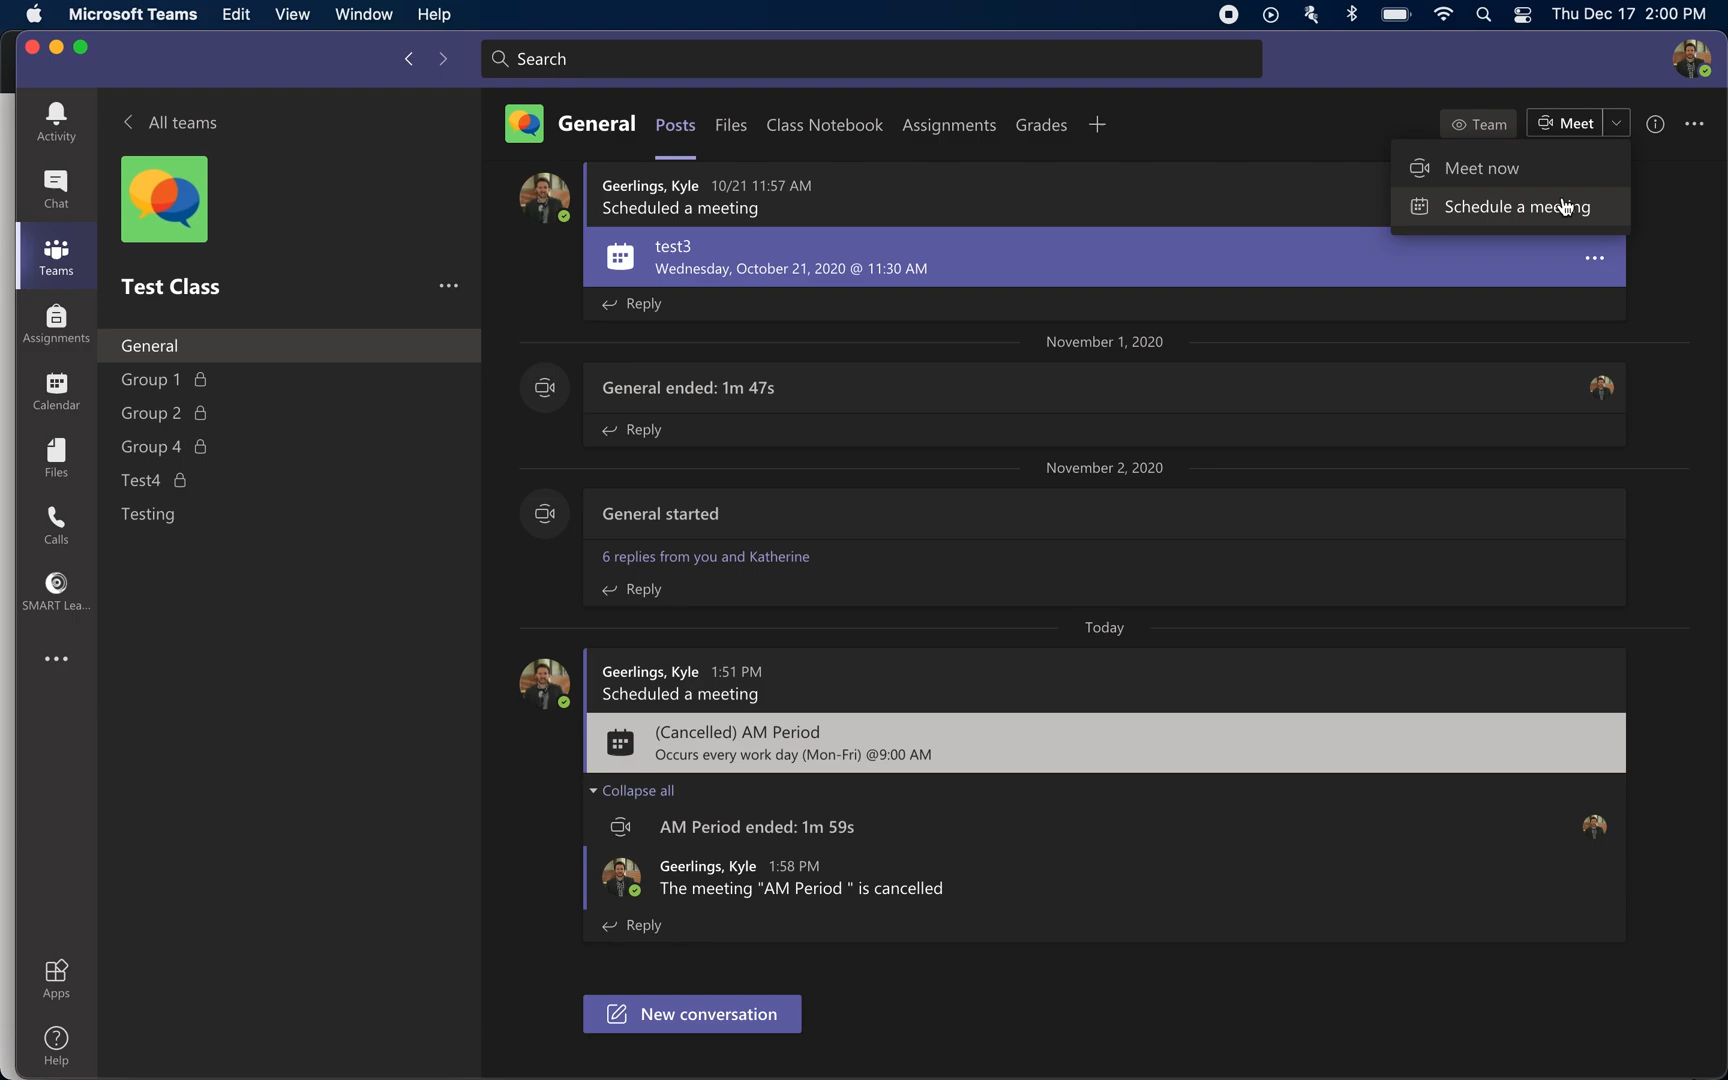 Microsoft Teams Edit View Window Help
Thu Dec 17 2:00 PM
Search
Activity
Chat
Teams
Assignments
Calendar
Files
Calls
SMART Lea...
Apps
Help
All teams
Test Class
General
Group 1
Group 2
Group 4
Test4
Testing
General Posts Files Class Notebook Assignments Grades
Team Meet
Meet now
Schedule a meeting
Geerlings, Kyle 10/21 11:57 AM
Scheduled a meeting
test3
Wednesday, October 21, 2020 @ 11:30 AM
Reply
November 1, 2020
General ended: 1m 47s
Reply
November 2, 2020
General started
6 replies from you and Katherine
Reply
Today
Geerlings, Kyle 1:51 PM
Scheduled a meeting
(Cancelled) AM Period
Occurs every work day (Mon-Fri) @9:00 AM
Collapse all
AM Period ended: 1m 59s
Geerlings, Kyle 1:58 PM
The meeting "AM Period " is cancelled
Reply
New conversation